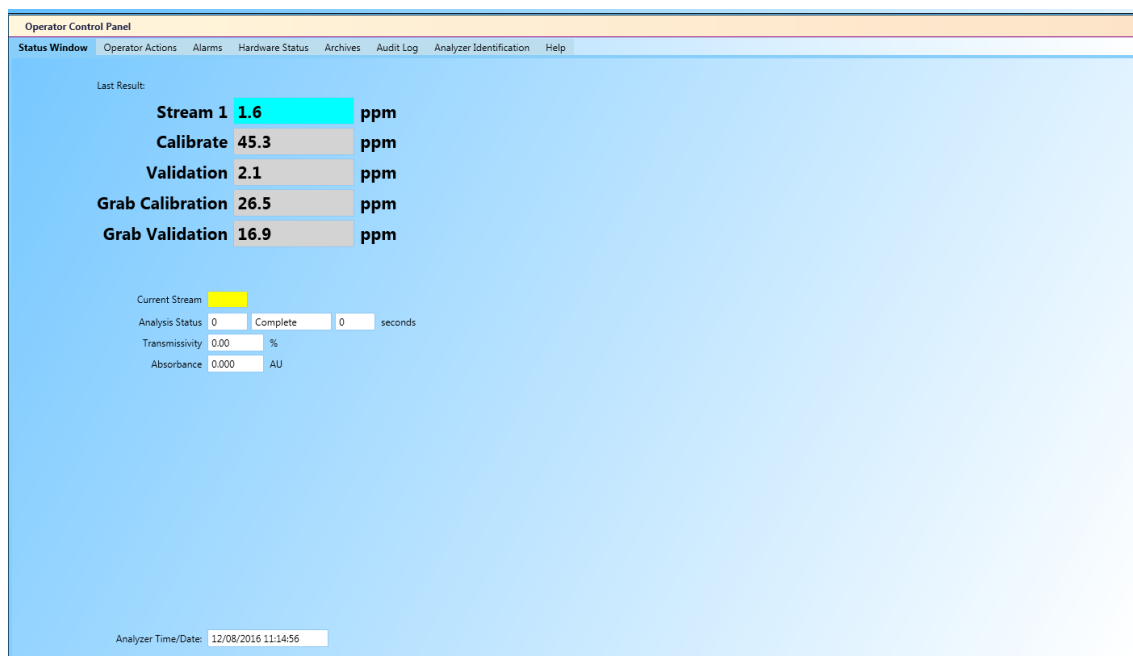 Operator Control Panel
Status Window Operator Actions Alarms Hardware Status Archives Audit Log Analyzer Identification Help
Last Result:
Stream 1 1.6 ppm
Calibrate 45.3 ppm
Validation 2.1 ppm
Grab Calibration 26.5 ppm
Grab Validation 16.9 ppm
Current Stream
Analysis Status 0 Complete 0 seconds
Transmissivity 0.00 %
Absorbance 0.000 AU
Analyzer Time/Date: 12/08/2016 11:14:56